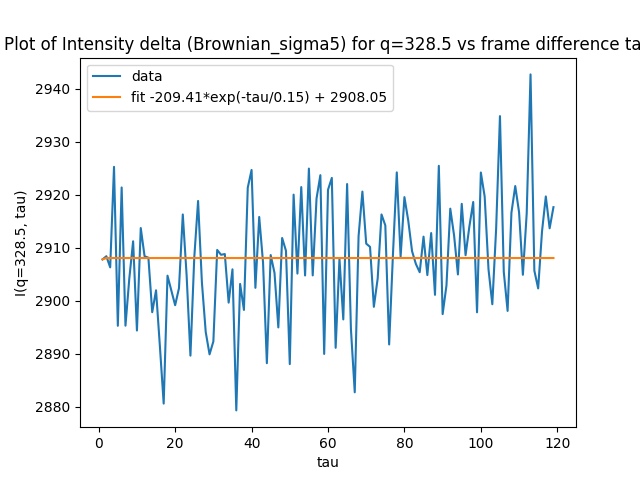 Plot of Intensity delta (Brownian_sigma5) for q=328.5 vs frame difference ta
data
fit -209.41*exp(-tau/0.15) + 2908.05
I(q=328.5, tau)
2940
2930
2920
2910
2900
2890
2880
0 20 40 60 80 100 120
tau